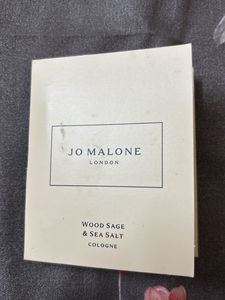 JO MALONE
LONDON
WOOD SAGE
& SEA SALT
COLOGNE